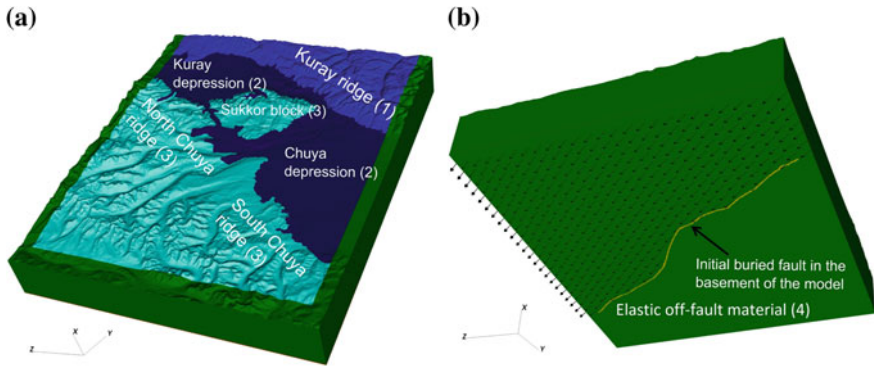 (a)
Kuray ridge (1)
Kuray
depression (2)
Sukkor block (3)
North Chuya
ridge (3)
Chuya
depression (2)
South Chuya
ridge (3)
X
Y
Z
(b)
Initial buried fault in the
basement of the model
Elastic off-fault material (4)
X
Z
Y